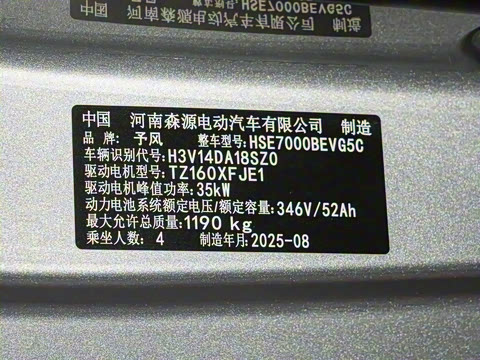 中国 河南森源电动汽车有限公司 制造
品牌: 予风 整车型号:HSE7000BEVG5C
车辆识别代号:H3V14DA18SZ0
驱动电机型号:TZ160XFJE1
驱动电机峰值功率:35kW
动力电池系统额定电压/额定容量:346V/52Ah
最大允许总质量:1190 kg
乘坐人数: 4 制造年月:2025-08